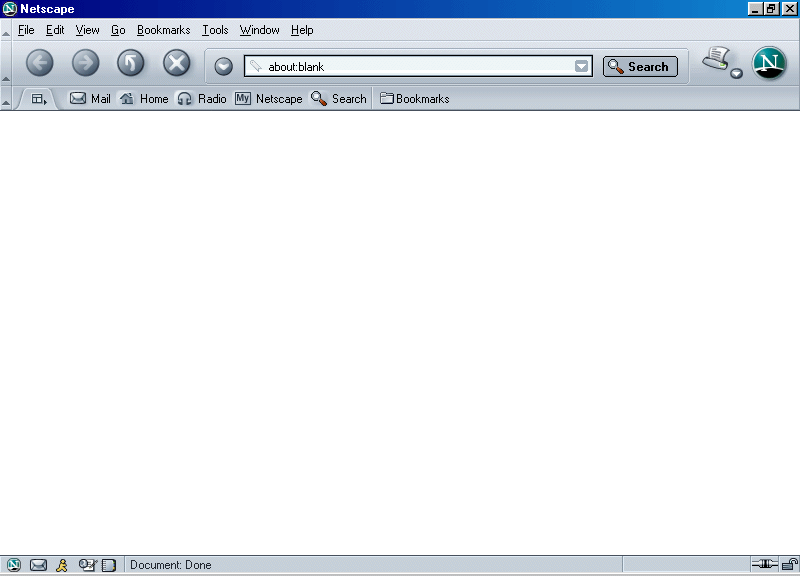 Netscape
File Edit View Go Bookmarks Tools Window Help
about:blank Search N
My Mail Home Radio Netscape Search Bookmarks
Document: Done